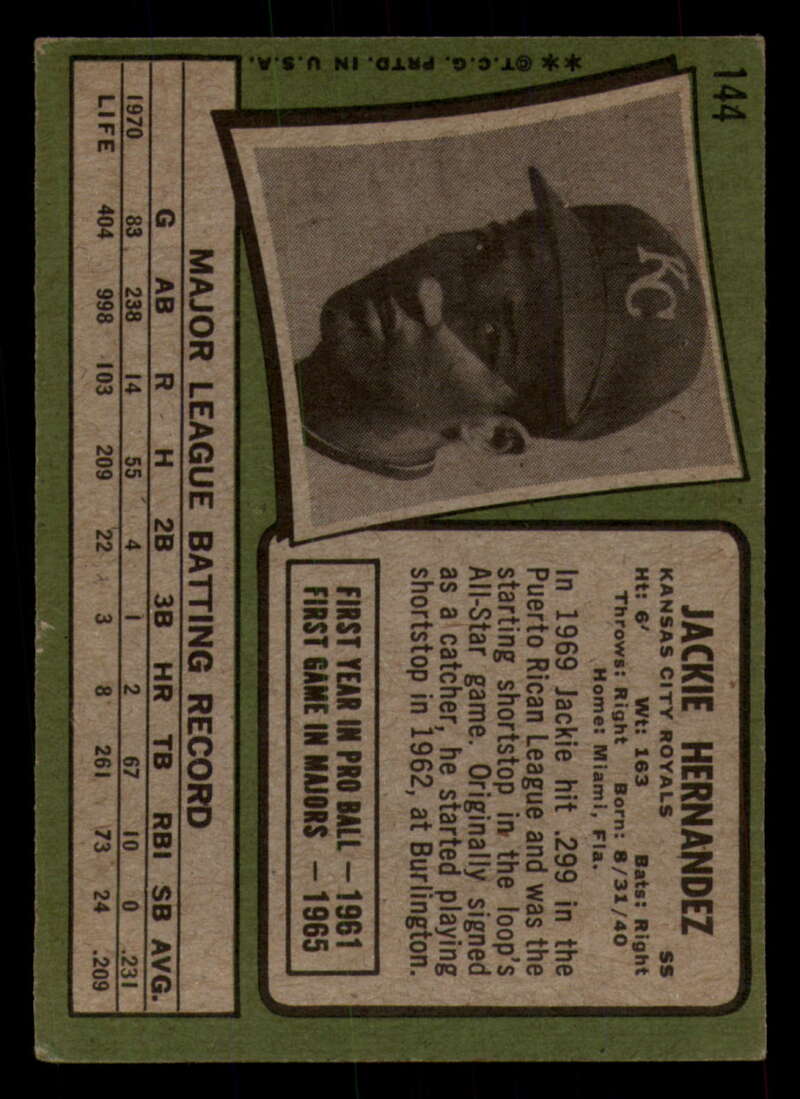 144
**©T.C.G. PRTD. IN U.S.A.
KC
JACKIE HERNANDEZ
KANSAS CITY ROYALS SS
Ht: 6' Wt: 163 Bats: Right
Throws: Right Born: 8/31/40
Home: Miami, Fla.
In 1969 Jackie hit .299 in the
Puerto Rican League and was the
starting shortstop in the loop's
All-Star game. Originally signed
as a catcher, he started playing
shortstop in 1962, at Burlington.
FIRST YEAR IN PRO BALL — 1961
FIRST GAME IN MAJORS — 1965
MAJOR LEAGUE BATTING RECORD
G AB R H 2B 3B HR TB RBI SB AVG.
1970 83 238 14 55 4 1 2 67 10 0 .231
LIFE 404 998 103 209 22 3 8 261 73 24 .209